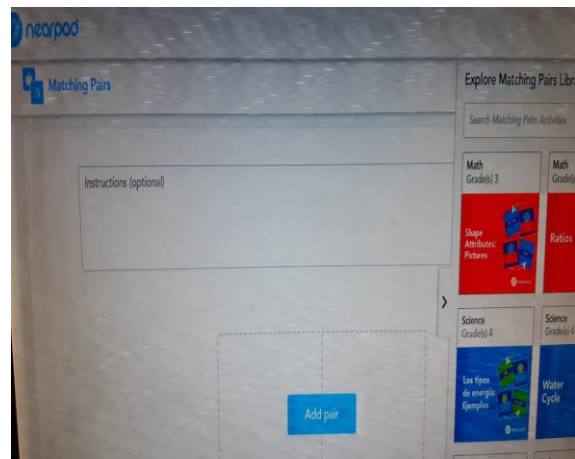 nearpod
Matching Pairs
Instructions (optional)
Add pair
Explore Matching Pairs
Search Matching Pairs Activities
Math
Grade(s) 3
Shape
Attributes:
Pictures
Math
Ratios
Science
Grade(s) 4
Los tipos
de energía:
Ejemplos
Science
Water
Cycle